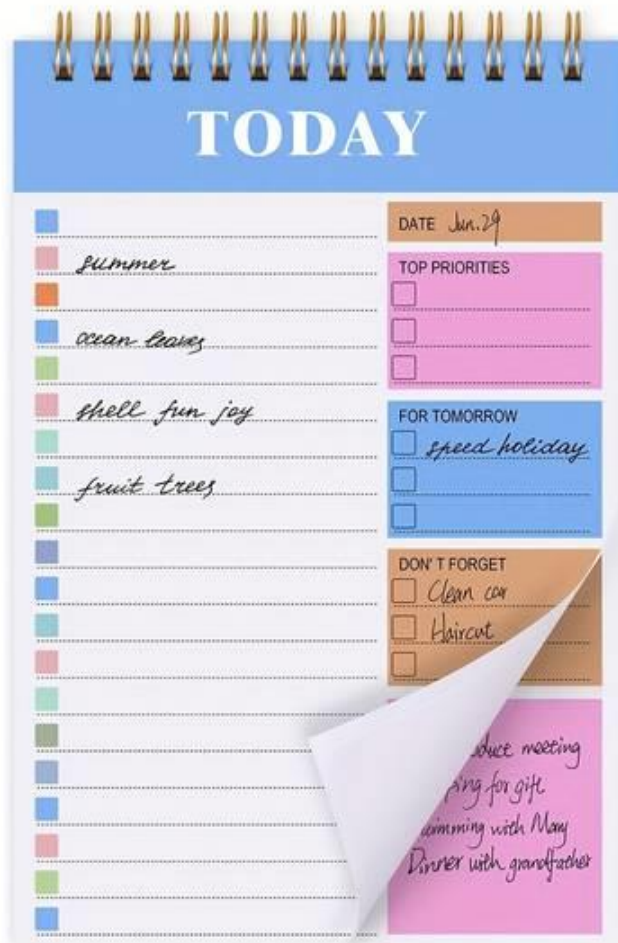 TODAY
summer
ocean leaves
shell fun joy
fruit trees
DATE Jun.29
TOP PRIORITIES
FOR TOMORROW
speed holiday
DON'T FORGET
Clean car
Haircut
meeting
for gift
with Mary
Dinner with grandfather